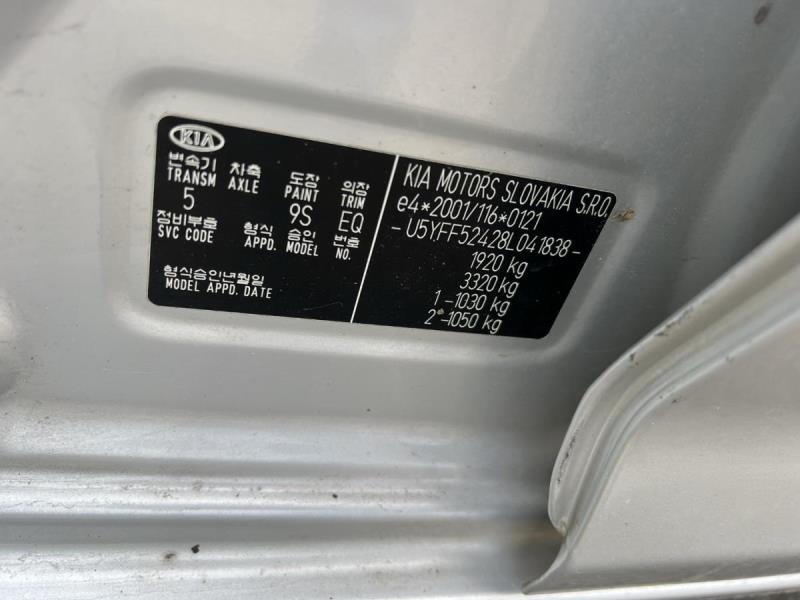 KIA
변속기 차축 도장 의장
TRANSM AXLE PAINT TRIM
5 9S EQ
정비부호 형식 승인 번호
SVC CODE APPD. MODEL NO.
형식승인년월일
MODEL APPD. DATE
KIA MOTORS SLOVAKIA S.R.O.
e4*2001/116*0121
-U5YFF52428L041838-
1920 kg
3320 kg
1-1030 kg
2-1050 kg